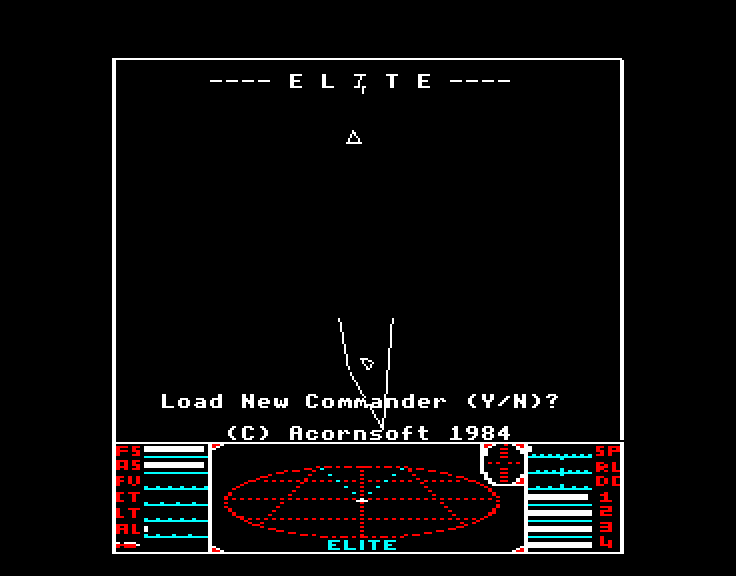 ---- E L I T E ----
Load New Commander (Y/N)?
(C) Acornsoft 1984
FS SP
AS RL
FV DC
CT 1
LT 2
AL 3
4
ELITE